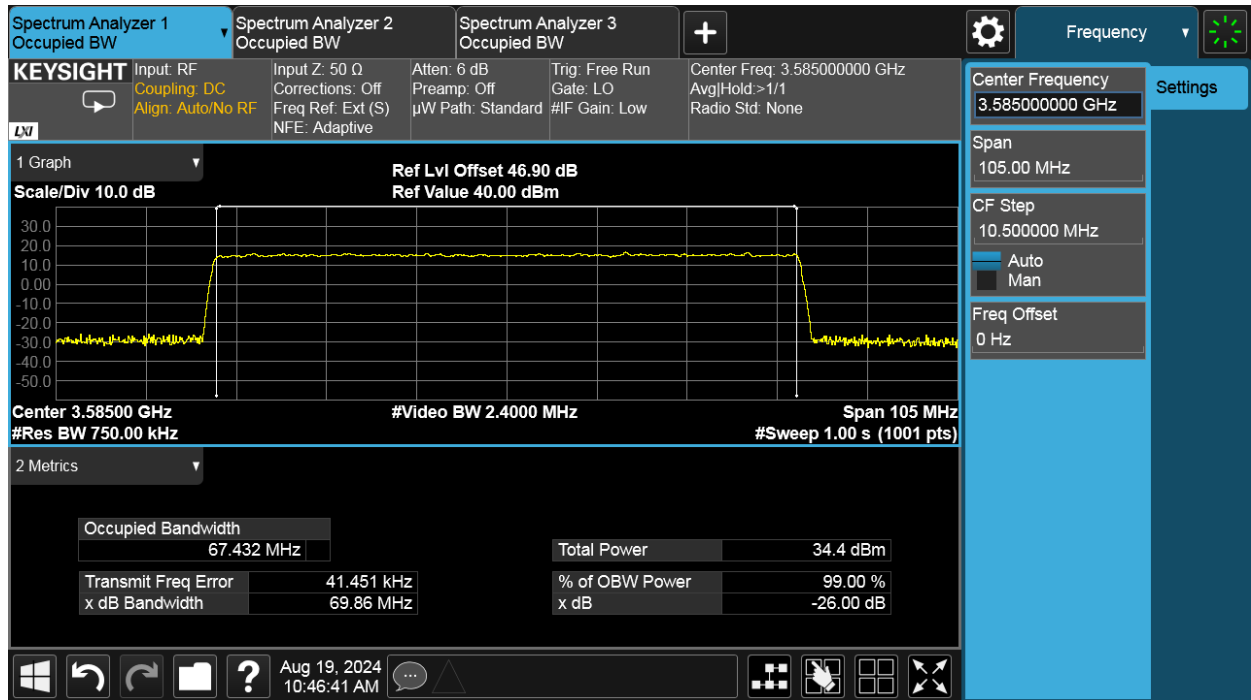 Spectrum Analyzer 1
Occupied BW
Spectrum Analyzer 2
Occupied BW
Spectrum Analyzer 3
Occupied BW
+
Frequency
KEYSIGHT
LXI
Input: RF
Coupling: DC
Align: Auto/No RF
Input Z: 50 Ω
Corrections: Off
Freq Ref: Ext (S)
NFE: Adaptive
Atten: 6 dB
Preamp: Off
µW Path: Standard
Trig: Free Run
Gate: LO
#IF Gain: Low
Center Freq: 3.585000000 GHz
Avg|Hold:>1/1
Radio Std: None
Center Frequency
3.585000000 GHz
Settings
Span
105.00 MHz
CF Step
10.500000 MHz
Auto
Man
Freq Offset
0 Hz
1 Graph
Scale/Div 10.0 dB
Ref Lvl Offset 46.90 dB
Ref Value 40.00 dBm
30.0
20.0
10.0
0.00
-10.0
-20.0
-30.0
-40.0
-50.0
Center 3.58500 GHz
#Video BW 2.4000 MHz
Span 105 MHz
#Res BW 750.00 kHz
#Sweep 1.00 s (1001 pts)
2 Metrics
Occupied Bandwidth
67.432 MHz
Total Power 34.4 dBm
Transmit Freq Error 41.451 kHz
% of OBW Power 99.00 %
x dB Bandwidth 69.86 MHz
x dB -26.00 dB
?
Aug 19, 2024
10:46:41 AM